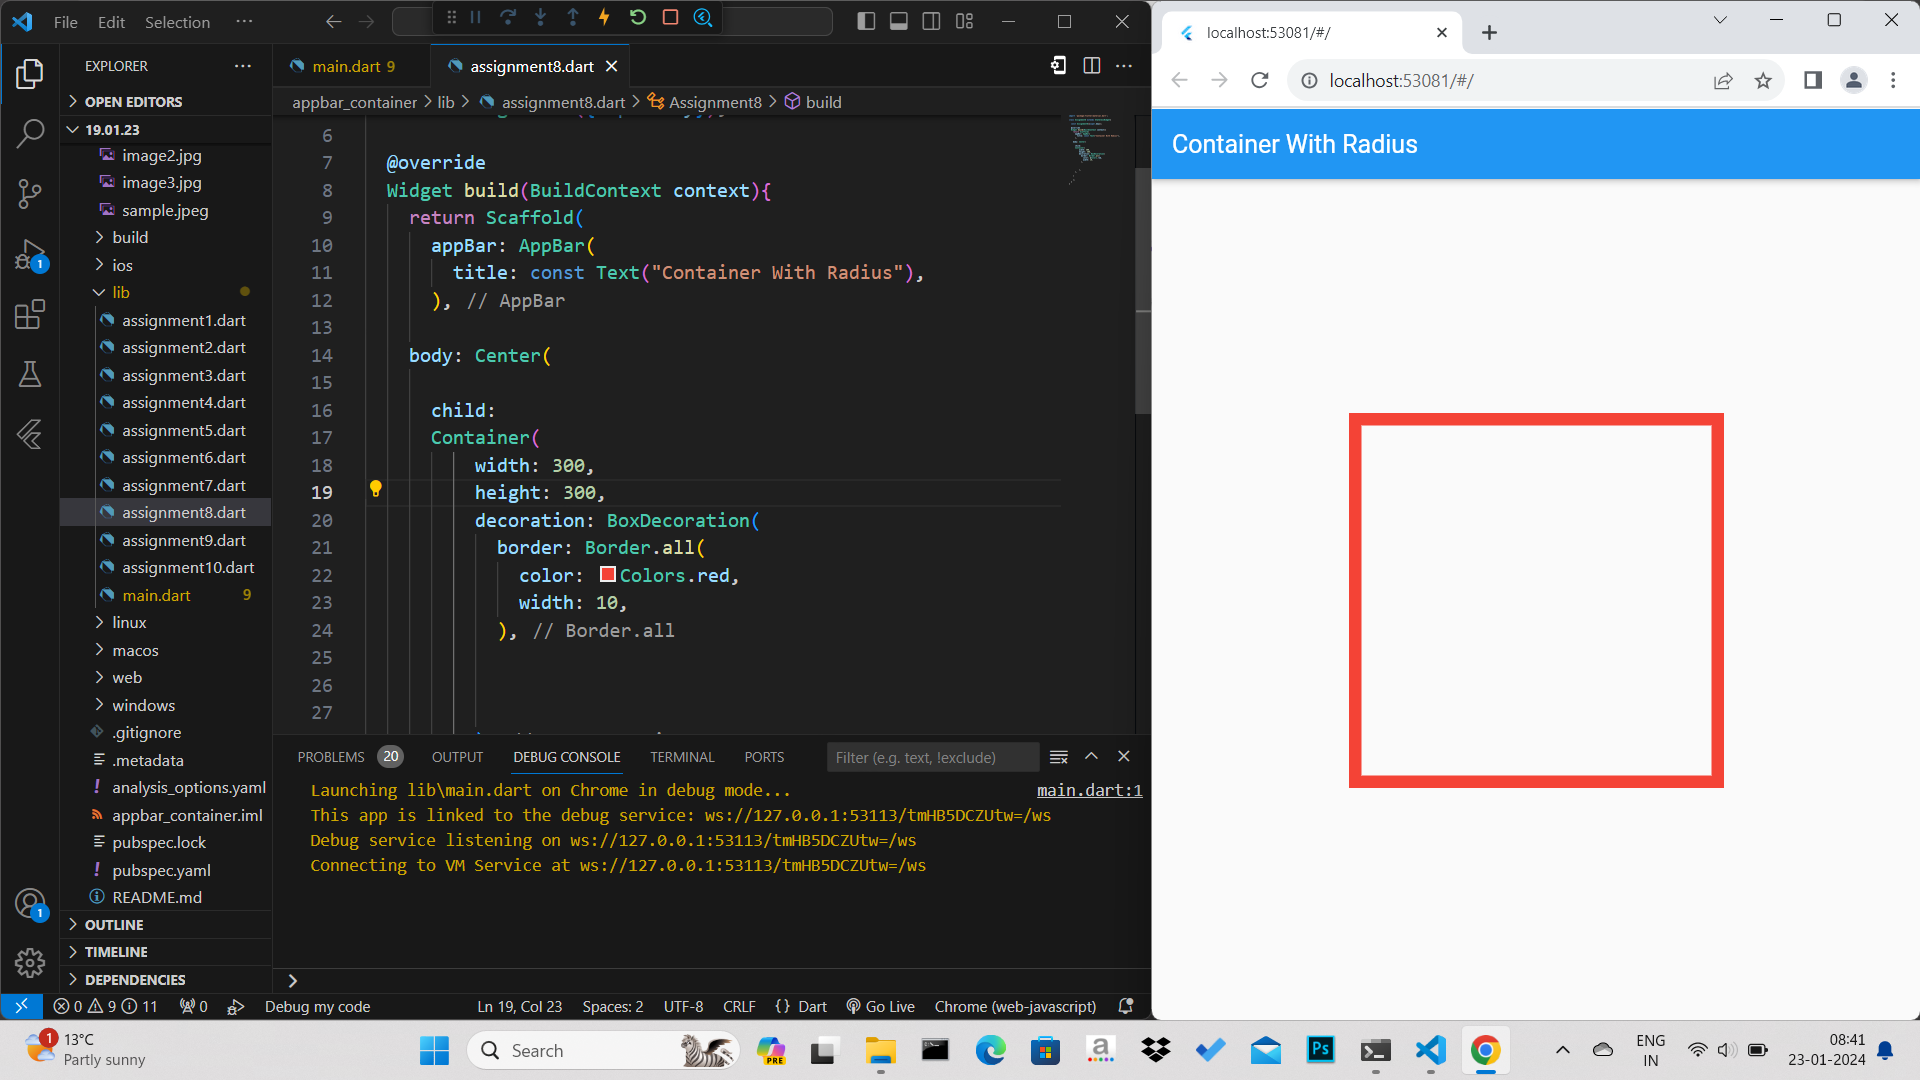 File Edit Selection ···
EXPLORER ···
OPEN EDITORS
19.01.23
image2.jpg
image3.jpg
sample.jpeg
build
ios
lib
assignment1.dart
assignment2.dart
assignment3.dart
assignment4.dart
assignment5.dart
assignment6.dart
assignment7.dart
assignment8.dart
assignment9.dart
assignment10.dart
main.dart 9
linux
macos
web
windows
.gitignore
.metadata
analysis_options.yaml
appbar_container.iml
pubspec.lock
pubspec.yaml
README.md
OUTLINE
TIMELINE
DEPENDENCIES
1
1
main.dart 9
assignment8.dart
appbar_container > lib > assignment8.dart > Assignment8 > build
6
7 @override
8 Widget build(BuildContext context){
9 return Scaffold(
10 appBar: AppBar(
11 title: const Text("Container With Radius"),
12 ), // AppBar
13
14 body: Center(
15
16 child:
17 Container(
18 width: 300,
19 height: 300,
20 decoration: BoxDecoration(
21 border: Border.all(
22 color: Colors.red,
23 width: 10,
24 ), // Border.all
25
26
27
PROBLEMS 20 OUTPUT DEBUG CONSOLE TERMINAL PORTS Filter (e.g. text, !exclude)
Launching lib\main.dart on Chrome in debug mode... main.dart:1
This app is linked to the debug service: ws://127.0.0.1:53113/tmHB5DCZUtw=/ws
Debug service listening on ws://127.0.0.1:53113/tmHB5DCZUtw=/ws
Connecting to VM Service at ws://127.0.0.1:53113/tmHB5DCZUtw=/ws
0 9 11 0 Debug my code Ln 19, Col 23 Spaces: 2 UTF-8 CRLF {} Dart Go Live Chrome (web-javascript)
localhost:53081/#/
localhost:53081/#/
Container With Radius
1
13°C
Partly sunny
Search
PRE
a
Ps
ENG
IN
08:41
23-01-2024